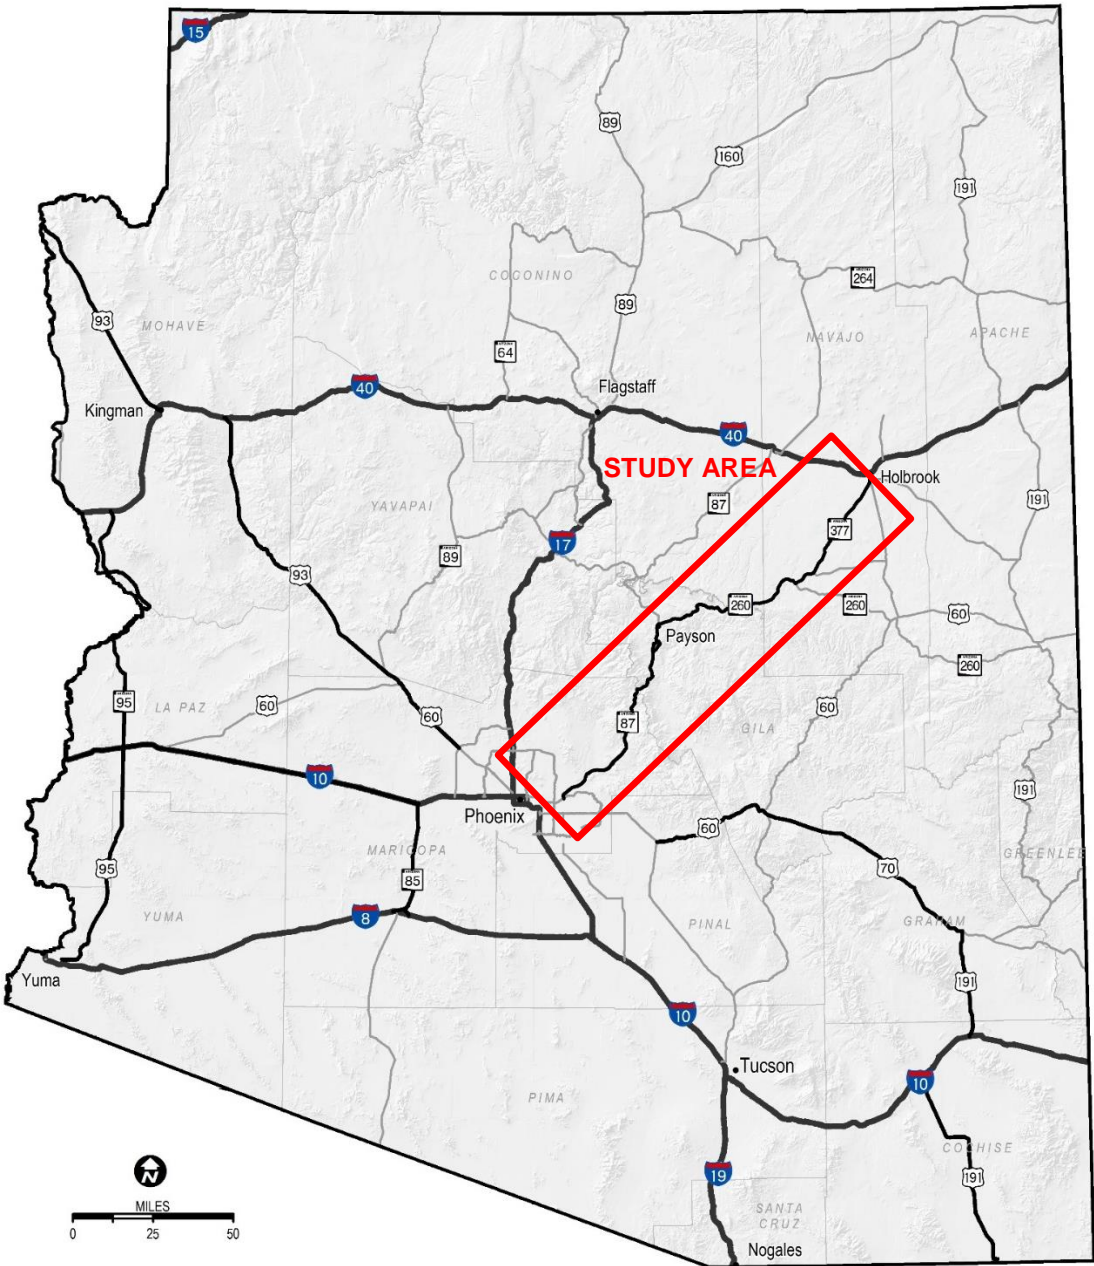 15
89
160
191
264
COCONINO
89
93
MOHAVE
NAVAJO
APACHE
64
40
Flagstaff
Kingman
40
STUDY AREA
Holbrook
87
191
YAVAPAI
377
17
89
93
260
260
60
Payson
260
LA PAZ
95
60
60
87
GILA
60
10
191
Phoenix
60
MARICOPA
GREENLEE
95
85
70
YUMA
8
PINAL
GRAHAM
Yuma
191
10
Tucson
10
PIMA
COCHISE
N
19
191
MILES
0 25 50
SANTA
CRUZ
Nogales